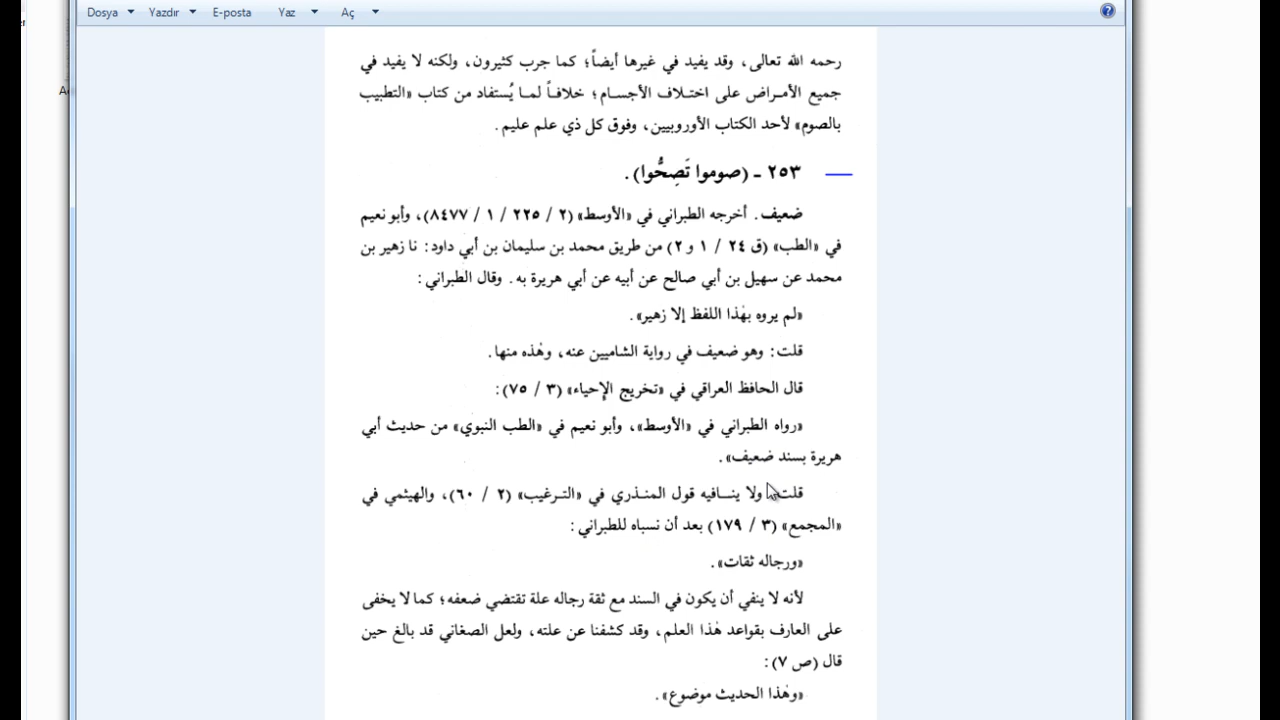 Dosya Yazdır E-posta Yaz Aç
رحمه الله تعالى، وقد يفيد في غيرها أيضاً؛ كما جرب كثيرون، ولكنه لا يفيد في
جميع الأمراض على اختلاف الأجسام؛ خلافاً لما يُستفاد من كتاب «التطبيب
بالصوم» لأحد الكتاب الأوروبيين، وفوق كل ذي علم عليم.
٢٥٣ ـ (صوموا تَصِحُّوا).
ضعيف. أخرجه الطبراني في «الأوسط» (٢ / ٢٢٥ / ١ / ٨٤٧٧)، وأبو نعيم
في «الطب» (ق ٢٤ / ١ و ٢) من طريق محمد بن سليمان بن أبي داود: نا زهير بن
محمد عن سهيل بن أبي صالح عن أبيه عن أبي هريرة به. وقال الطبراني:
«لم يروه بهٰذا اللفظ إلا زهير».
قلت: وهو ضعيف في رواية الشاميين عنه، وهٰذه منها.
قال الحافظ العراقي في «تخريج الإحياء» (٣ / ٧٥):
«رواه الطبراني في «الأوسط»، وأبو نعيم في «الطب النبوي» من حديث أبي
هريرة بسند ضعيف».
قلت: ولا ينافيه قول المنذري في «الترغيب» (٢ / ٦٠)، والهيثمي في
«المجمع» (٣ / ١٧٩) بعد أن نسباه للطبراني:
«ورجاله ثقات».
لأنه لا ينفي أن يكون في السند مع ثقة رجاله علة تقتضي ضعفه؛ كما لا يخفى
على العارف بقواعد هٰذا العلم، وقد كشفنا عن علته، ولعل الصغاني قد بالغ حين
قال (ص ٧):
«وهٰذا الحديث موضوع».